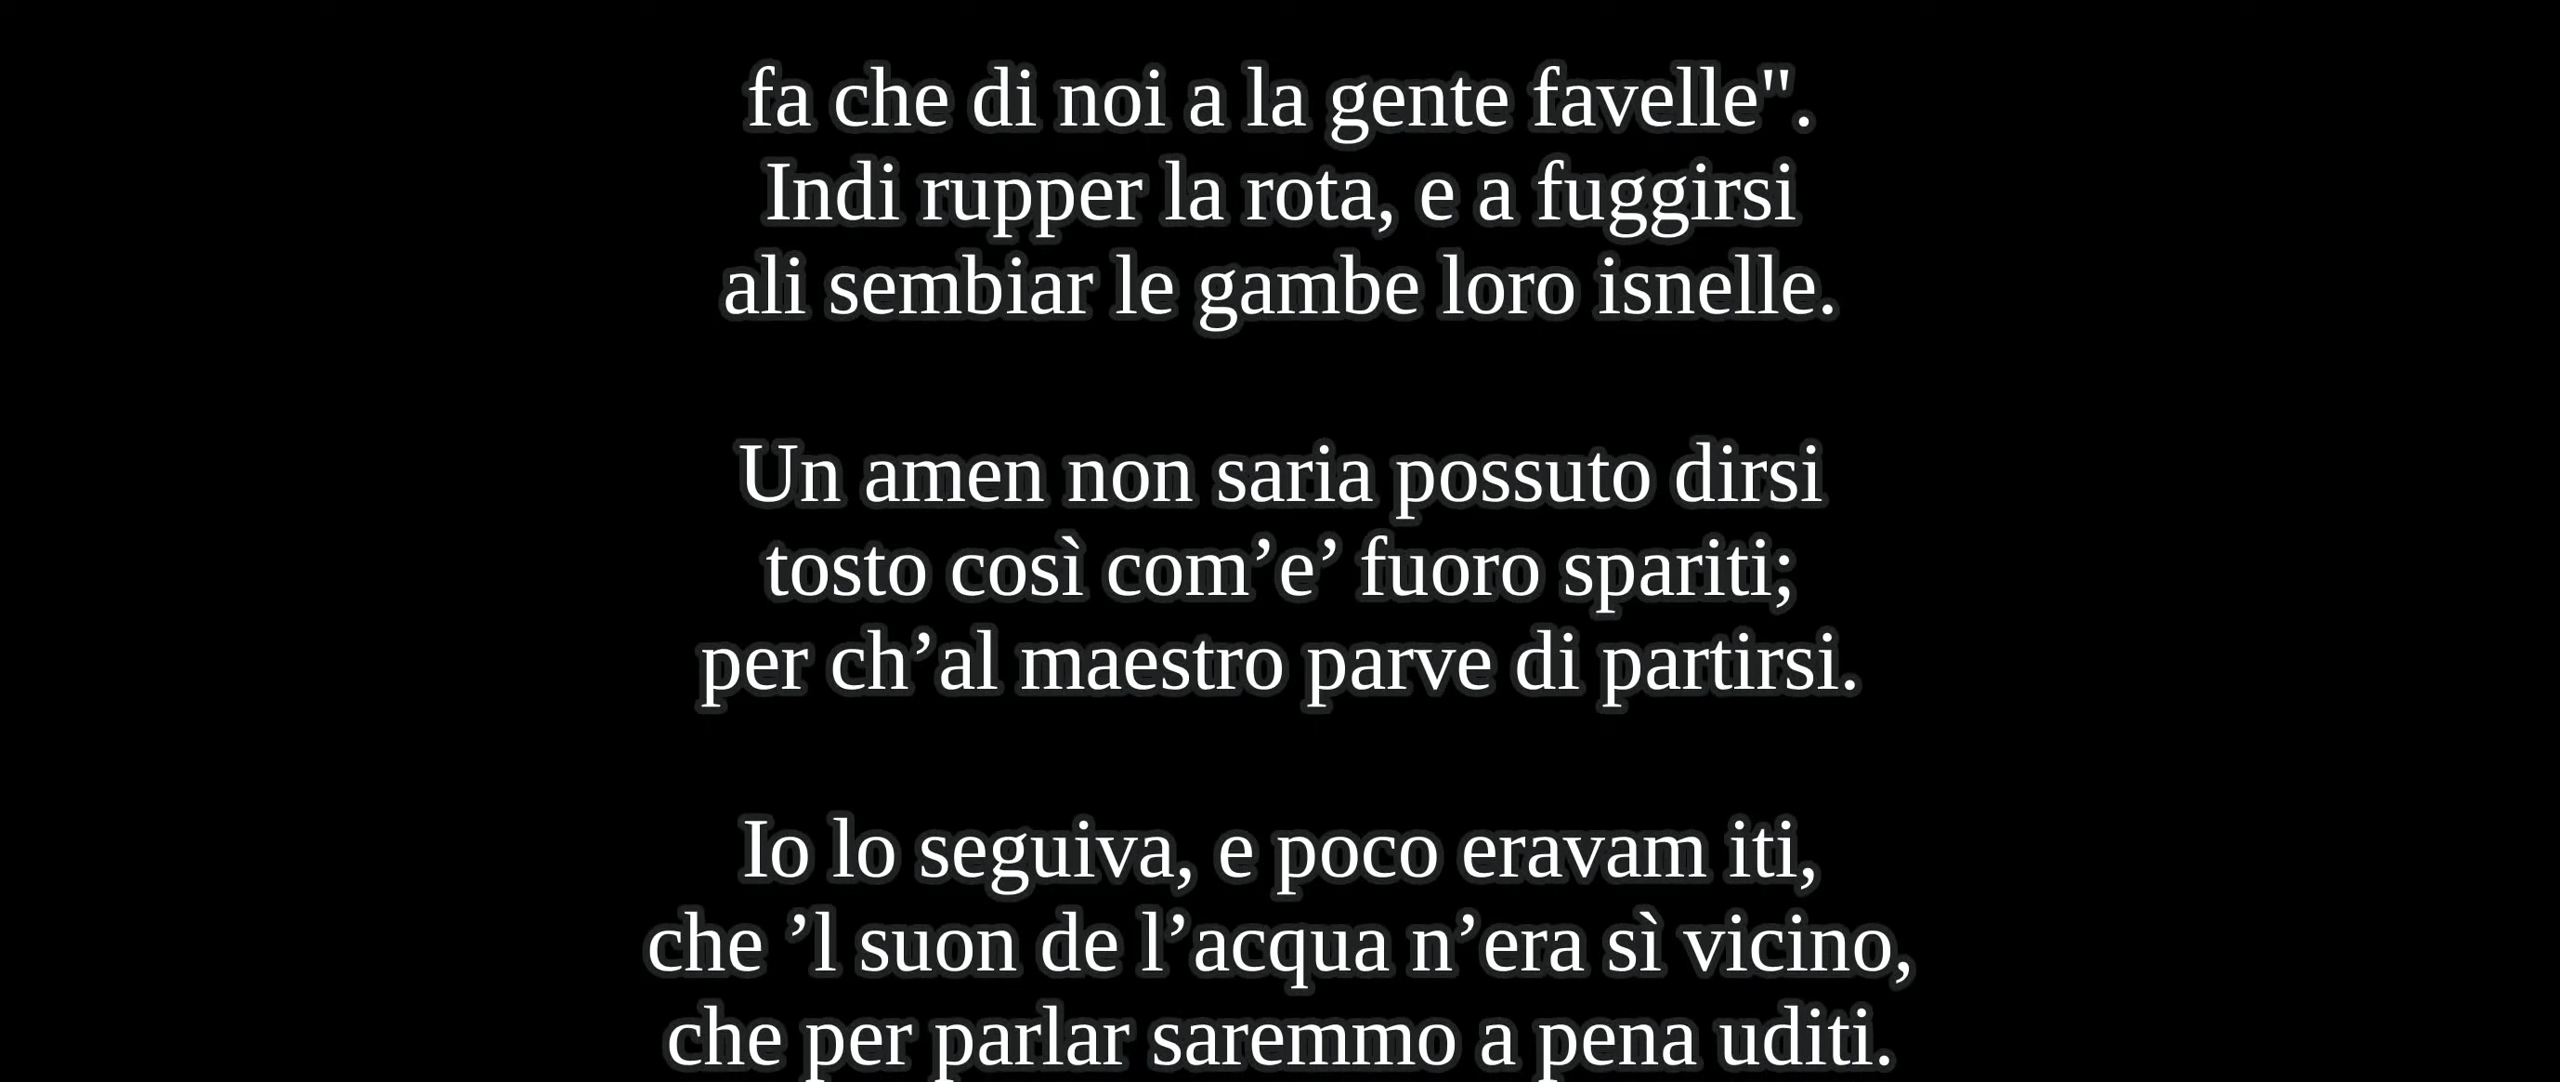 fa che di noi a la gente favelle".
Indi rupper la rota, e a fuggirsi
ali sembiar le gambe loro isnelle.
Un amen non saria possuto dirsi
tosto così com’e’ fuoro spariti;
per ch’al maestro parve di partirsi.
Io lo seguiva, e poco eravam iti,
che ’l suon de l’acqua n’era sì vicino,
che per parlar saremmo a pena uditi.